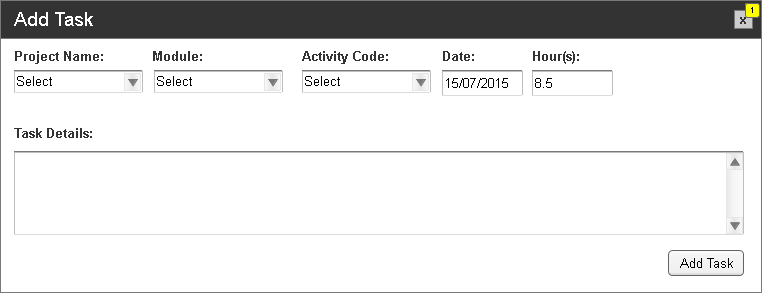 Add Task
x
1
Project Name: Module: Activity Code: Date: Hour(s):
Select Select Select 15/07/2015 8.5
Task Details:
Add Task